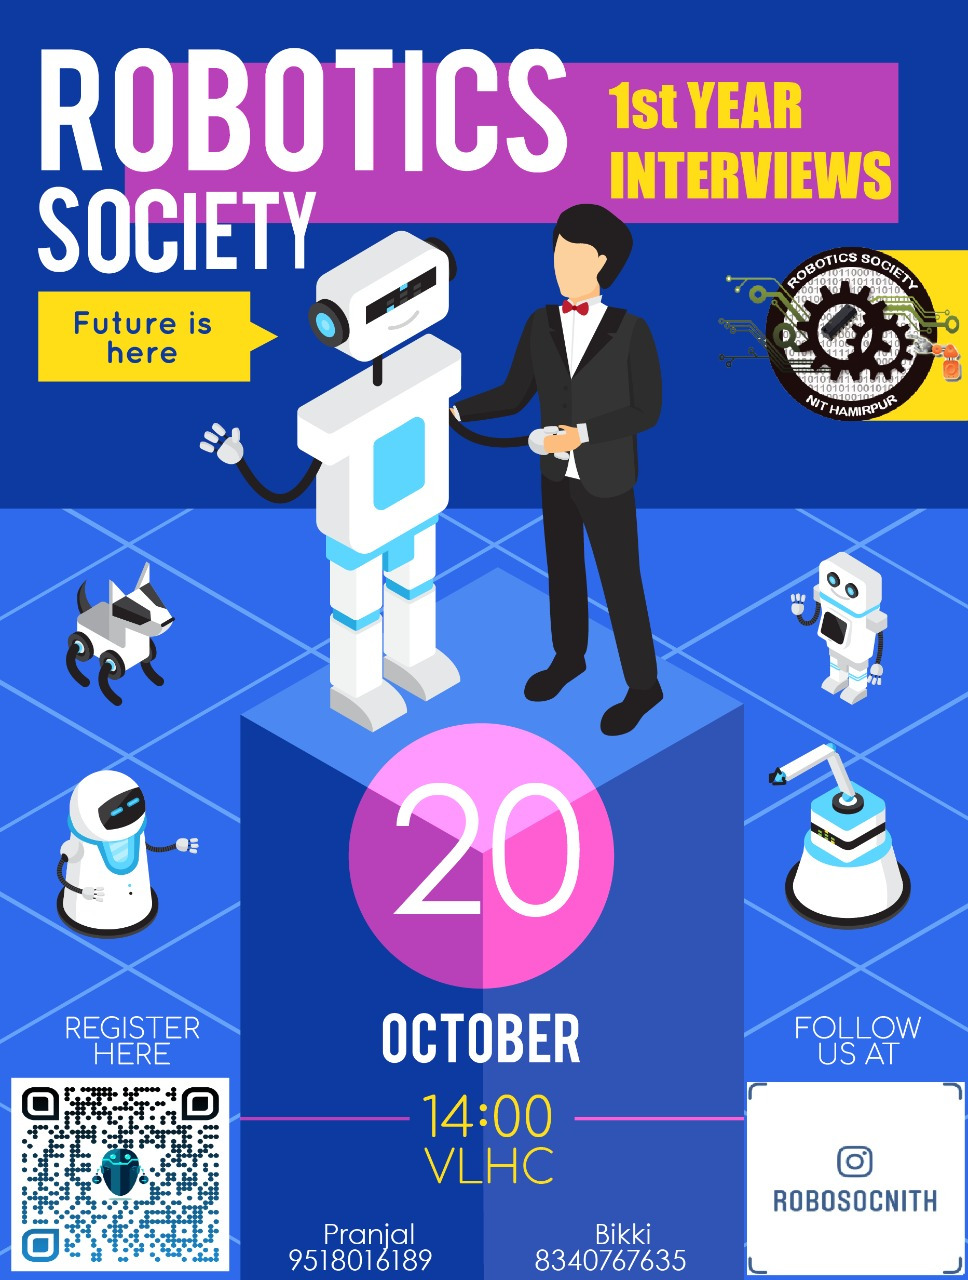 ROBOTICS
SOCIETY
1st YEAR
INTERVIEWS
Future is
here
ROBOTICS SOCIETY
NIT HAMIRPUR
20
OCTOBER
14:00
VLHC
REGISTER
HERE
FOLLOW
US AT
ROBOSOCNITH
Pranjal
9518016189
Bikki
8340767635